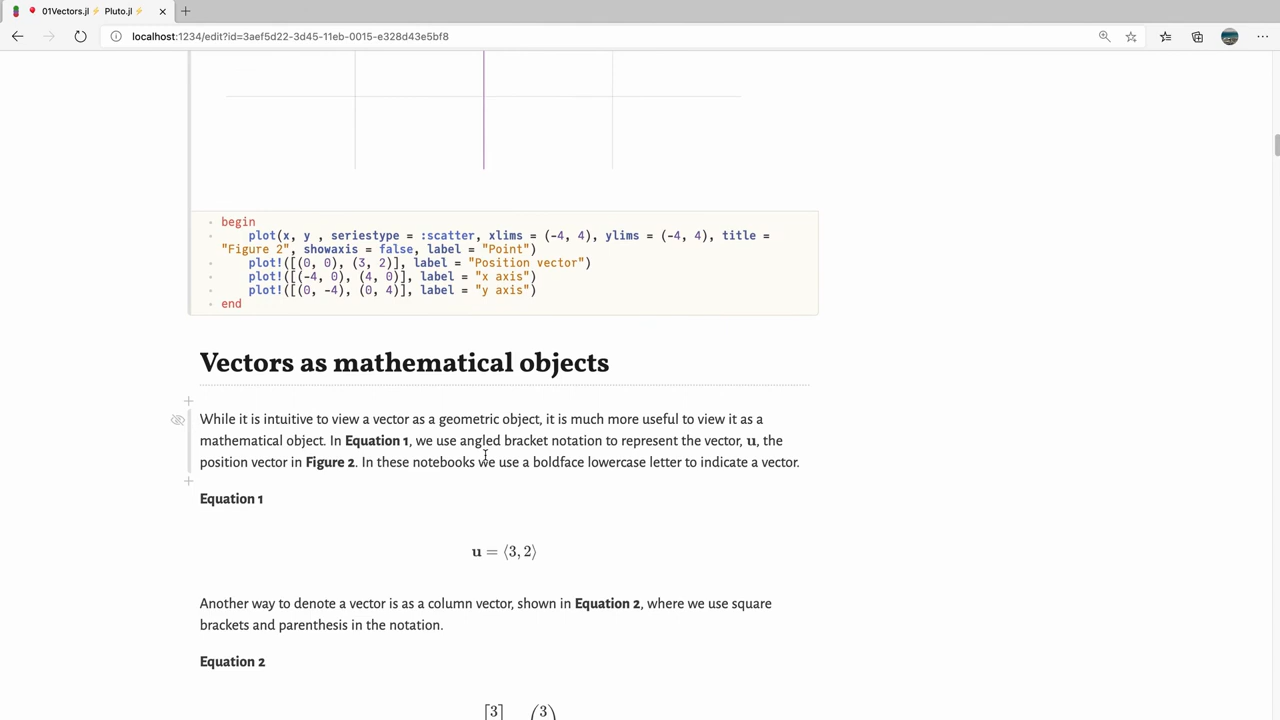 01Vectors.jl⚡ Pluto.jl⚡
localhost:1234/edit?id=3aef5d22-3d45-11eb-0015-e328d43e5bf8
begin
plot(x, y , seriestype = :scatter, xlims = (-4, 4), ylims = (-4, 4), title =
"Figure 2", showaxis = false, label = "Point")
plot!([(0, 0), (3, 2)], label = "Position vector")
plot!([(-4, 0), (4, 0)], label = "x axis")
plot!([(0, -4), (0, 4)], label = "y axis")
end
Vectors as mathematical objects
While it is intuitive to view a vector as a geometric object, it is much more useful to view it as a
mathematical object. In Equation 1, we use angled bracket notation to represent the vector, u, the
position vector in Figure 2. In these notebooks we use a boldface lowercase letter to indicate a vector.
Equation 1
u = ⟨3, 2⟩
Another way to denote a vector is as a column vector, shown in Equation 2, where we use square
brackets and parenthesis in the notation.
Equation 2
[3] (3)